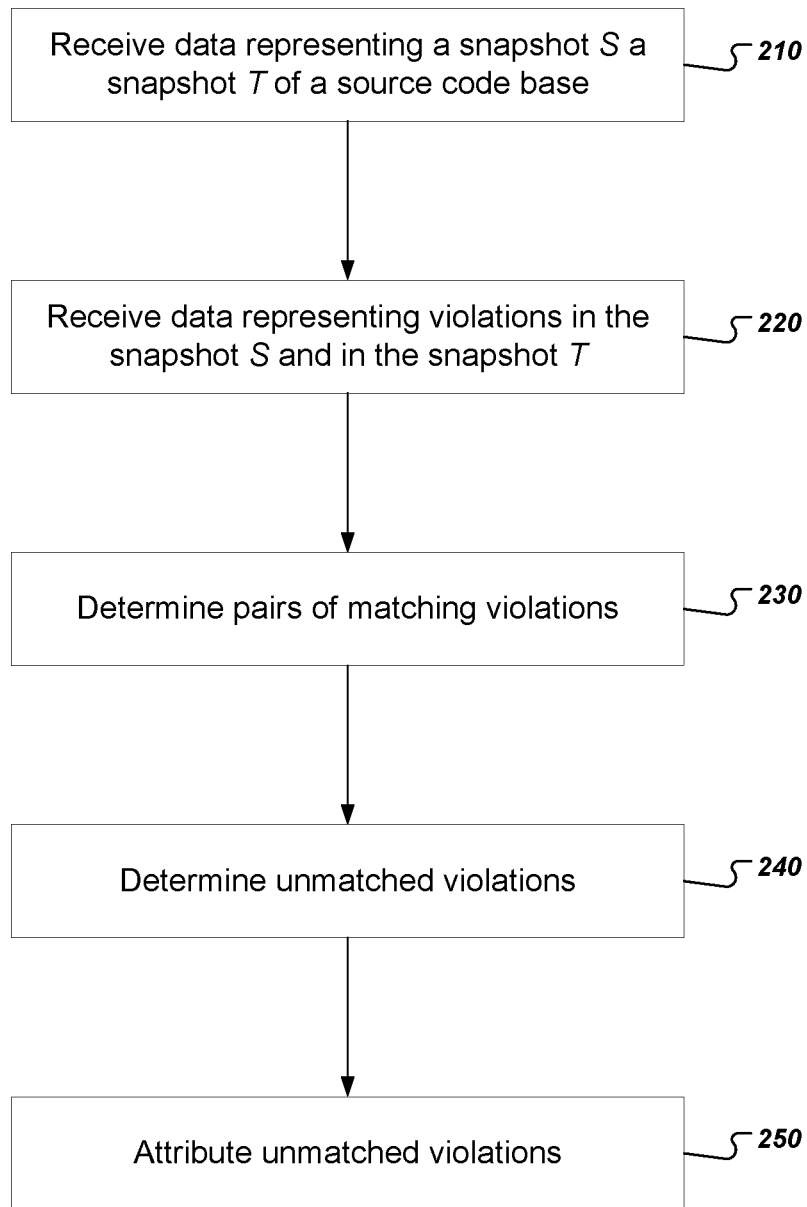 Receive data representing a snapshot S a
snapshot T of a source code base
210
Receive data representing violations in the
snapshot S and in the snapshot T
220
Determine pairs of matching violations
230
Determine unmatched violations
240
Attribute unmatched violations
250